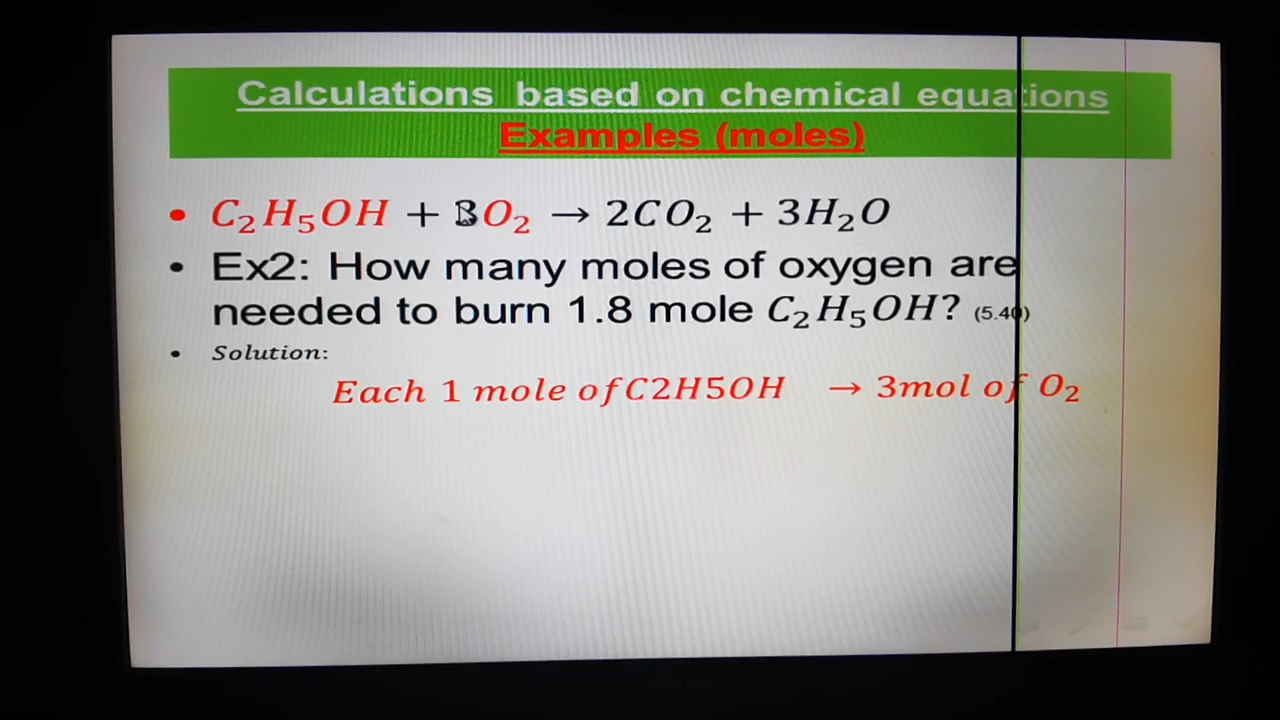 Calculations based on chemical equations
Examples (moles)
• C₂H₅OH + 3O₂ → 2CO₂ + 3H₂O
• Ex2: How many moles of oxygen are
needed to burn 1.8 mole C₂H₅OH? (5.40)
• Solution:
Each 1 mole of C2H5OH → 3mol of O₂